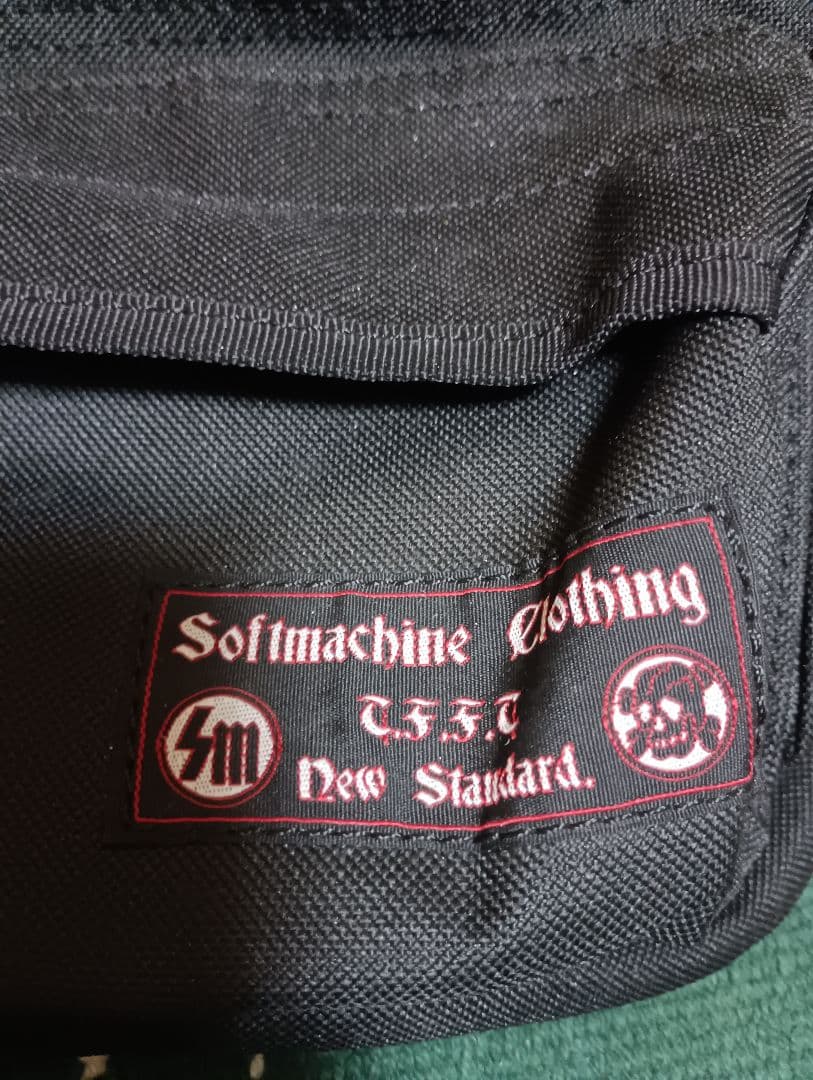 Softmachine Clothing
T.F.F.T
New Standard.
SM